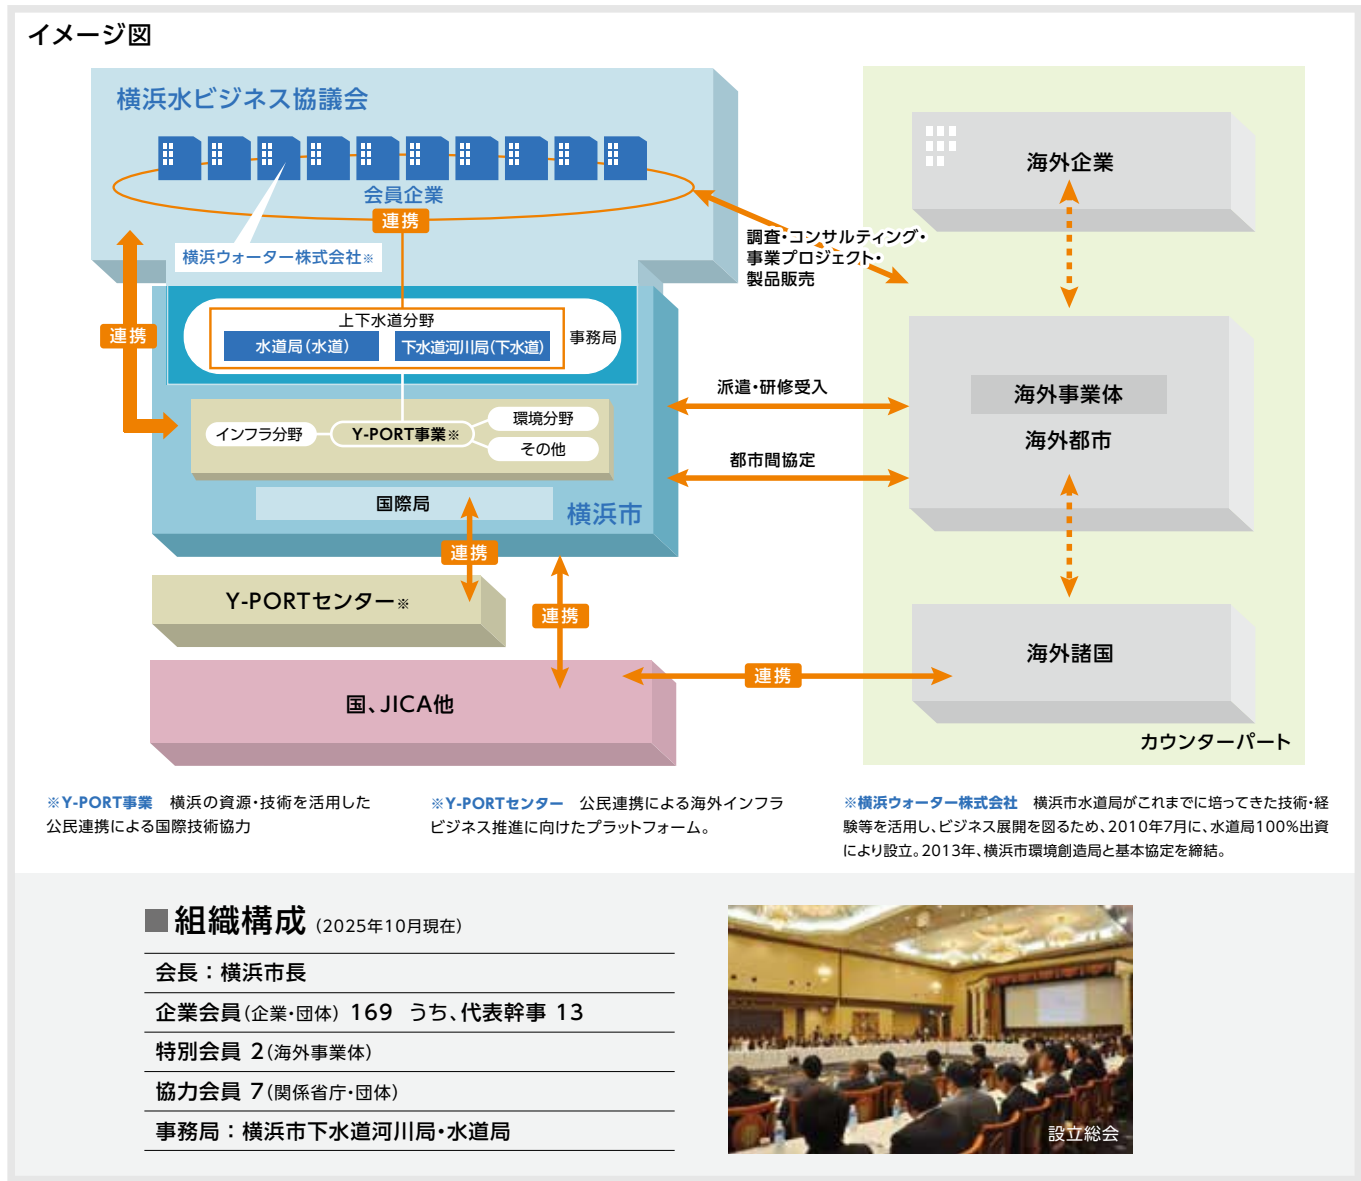 イメージ図
横浜水ビジネス協議会
会員企業
連携
横浜ウォーター株式会社※
連携
上下水道分野
水道局(水道)
下水道河川局(下水道)
事務局
インフラ分野
Y-PORT事業※
環境分野
その他
国際局
横浜市
連携
Y-PORTセンター※
連携
国、JICA他
調査・コンサルティング・
事業プロジェクト・
製品販売
派遣・研修受入
都市間協定
連携
海外企業
海外事業体
海外都市
海外諸国
カウンターパート
※Y-PORT事業　横浜の資源・技術を活用した
公民連携による国際技術協力
※Y-PORTセンター　公民連携による海外インフラ
ビジネス推進に向けたプラットフォーム。
※横浜ウォーター株式会社　横浜市水道局がこれまでに培ってきた技術・経
験等を活用し、ビジネス展開を図るため、2010年7月に、水道局100%出資
により設立。2013年、横浜市環境創造局と基本協定を締結。
■組織構成 (2025年10月現在)
会長：横浜市長
企業会員(企業・団体) 169 うち、代表幹事 13
特別会員 2(海外事業体)
協力会員 7(関係省庁・団体)
事務局：横浜市下水道河川局・水道局
設立総会